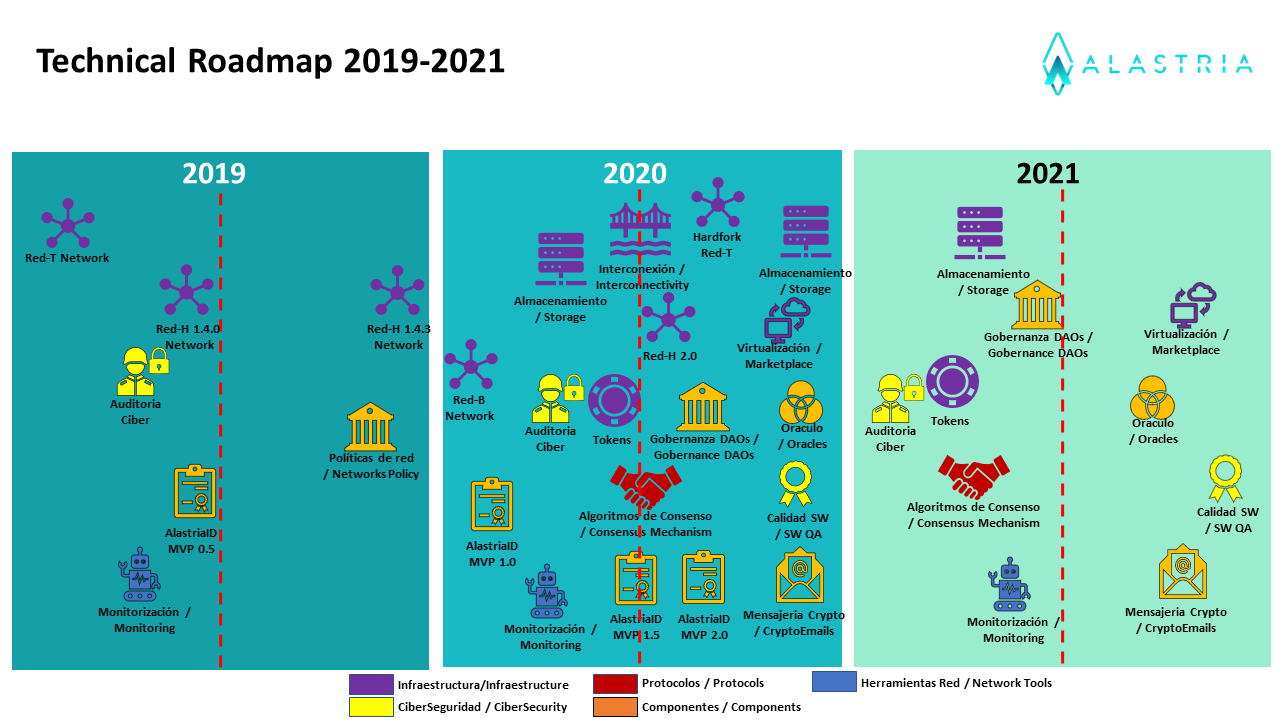 Technical Roadmap 2019-2021
ALASTRIA
2019
Red-T Network
Red-H 1.4.0
Network
Red-H 1.4.3
Network
Auditoria
Ciber
Políticas de red
/ Networks Policy
AlastriaID
MVP 0.5
Monitorización /
Monitoring
2020
Hardfork
Red-T
Interconexión /
Interconnectivity
Almacenamiento
/ Storage
Almacenamiento
/ Storage
Red-H 2.0
Virtualización /
Marketplace
Red-B
Network
Auditoria
Ciber
Tokens
Gobernanza DAOs /
Gobernance DAOs
Oraculo
/ Oracles
Algoritmos de Consenso
/ Consensus Mechanism
Calidad SW
/ SW QA
AlastriaID
MVP 1.0
Monitorización /
Monitoring
AlastriaID
MVP 1.5
AlastriaID
MVP 2.0
Mensajeria Crypto
/ CryptoEmails
2021
Almacenamiento
/ Storage
Gobernanza DAOs /
Gobernance DAOs
Virtualización /
Marketplace
Auditoria
Ciber
Tokens
Oraculo
/ Oracles
Algoritmos de Consenso
/ Consensus Mechanism
Calidad SW
/ SW QA
Monitorización /
Monitoring
Mensajeria Crypto
/ CryptoEmails
Infraestructura/Infraestructure
Protocolos / Protocols
Herramientas Red / Network Tools
CiberSeguridad / CiberSecurity
Componentes / Components